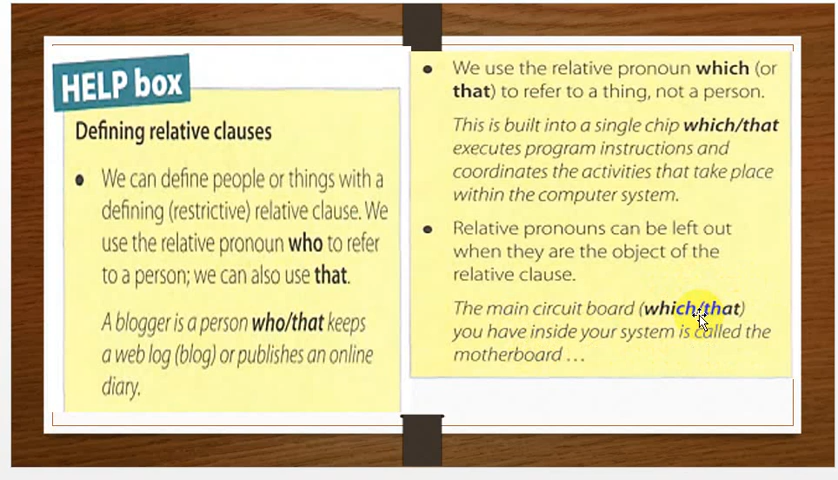 HELP box
Defining relative clauses
• We can define people or things with a
defining (restrictive) relative clause. We
use the relative pronoun who to refer
to a person; we can also use that.
A blogger is a person who/that keeps
a web log (blog) or publishes an online
diary.
• We use the relative pronoun which (or
that) to refer to a thing, not a person.
This is built into a single chip which/that
executes program instructions and
coordinates the activities that take place
within the computer system.
• Relative pronouns can be left out
when they are the object of the
relative clause.
The main circuit board (which/that)
you have inside your system is called the
motherboard ...